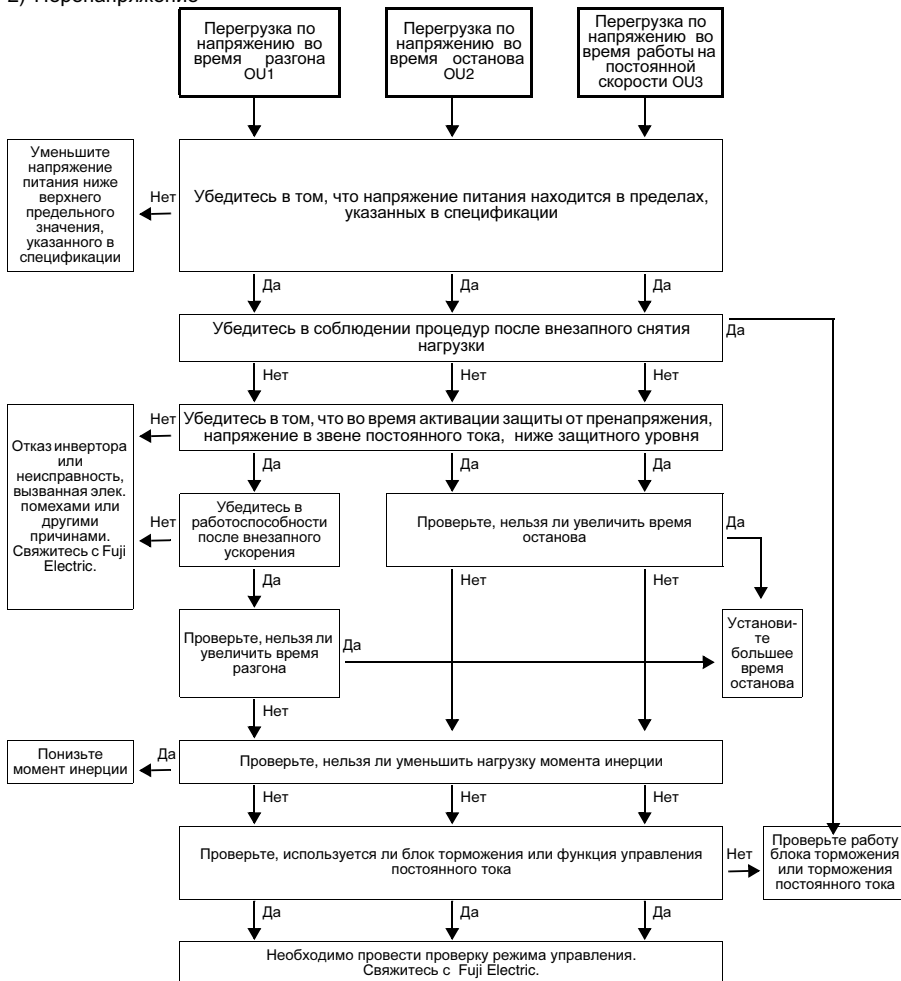 2) Перенапряжение
Перегрузка по
напряжению во
время разгона
OU1
Перегрузка по
напряжению во
время останова
OU2
Перегрузка по
напряжению во
время работы на
постоянной
скорости OU3
Уменьшите
напряжение
питания ниже
верхнего
предельного
значения,
указанного в
спецификации
Нет
Убедитесь в том, что напряжение питания находится в пределах,
указанных в спецификации
Да
Да
Да
Убедитесь в соблюдении процедур после внезапного снятия
нагрузки
Да
Нет
Нет
Нет
Отказ инвертора
или
неисправность,
вызванная элек.
помехами или
другими
причинами.
Свяжитесь с Fuji
Electric.
Нет
Убедитесь в том, что во время активации защиты от пренапряжения,
напряжение в звене постоянного тока, ниже защитного уровня
Да
Да
Да
Нет
Убедитесь в
работоспособности
после внезапного
ускорения
Проверьте, нельзя ли увеличить время
останова
Да
Да
Нет
Нет
Проверьте, нельзя ли
увеличить время
разгона
Да
Установи-
те
большее
время
останова
Нет
Понизьте
момент инерции
Да
Проверьте, нельзя ли уменьшить нагрузку момента инерции
Нет
Нет
Нет
Проверьте, используется ли блок торможения или функция управления
постоянного тока
Нет
Проверьте работу
блока торможения
или торможения
постоянного тока
Да
Да
Да
Необходимо провести проверку режима управления.
Свяжитесь с Fuji Electric.